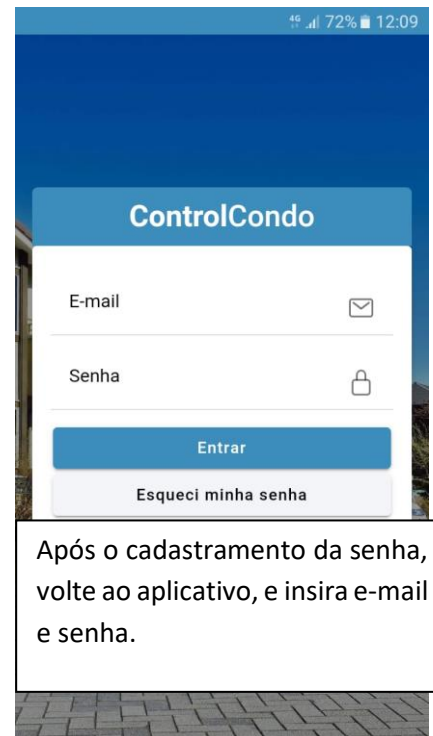 4G 72% 12:09
ControlCondo
E-mail
Senha
Entrar
Esqueci minha senha
Após o cadastramento da senha,
volte ao aplicativo, e insira e-mail
e senha.